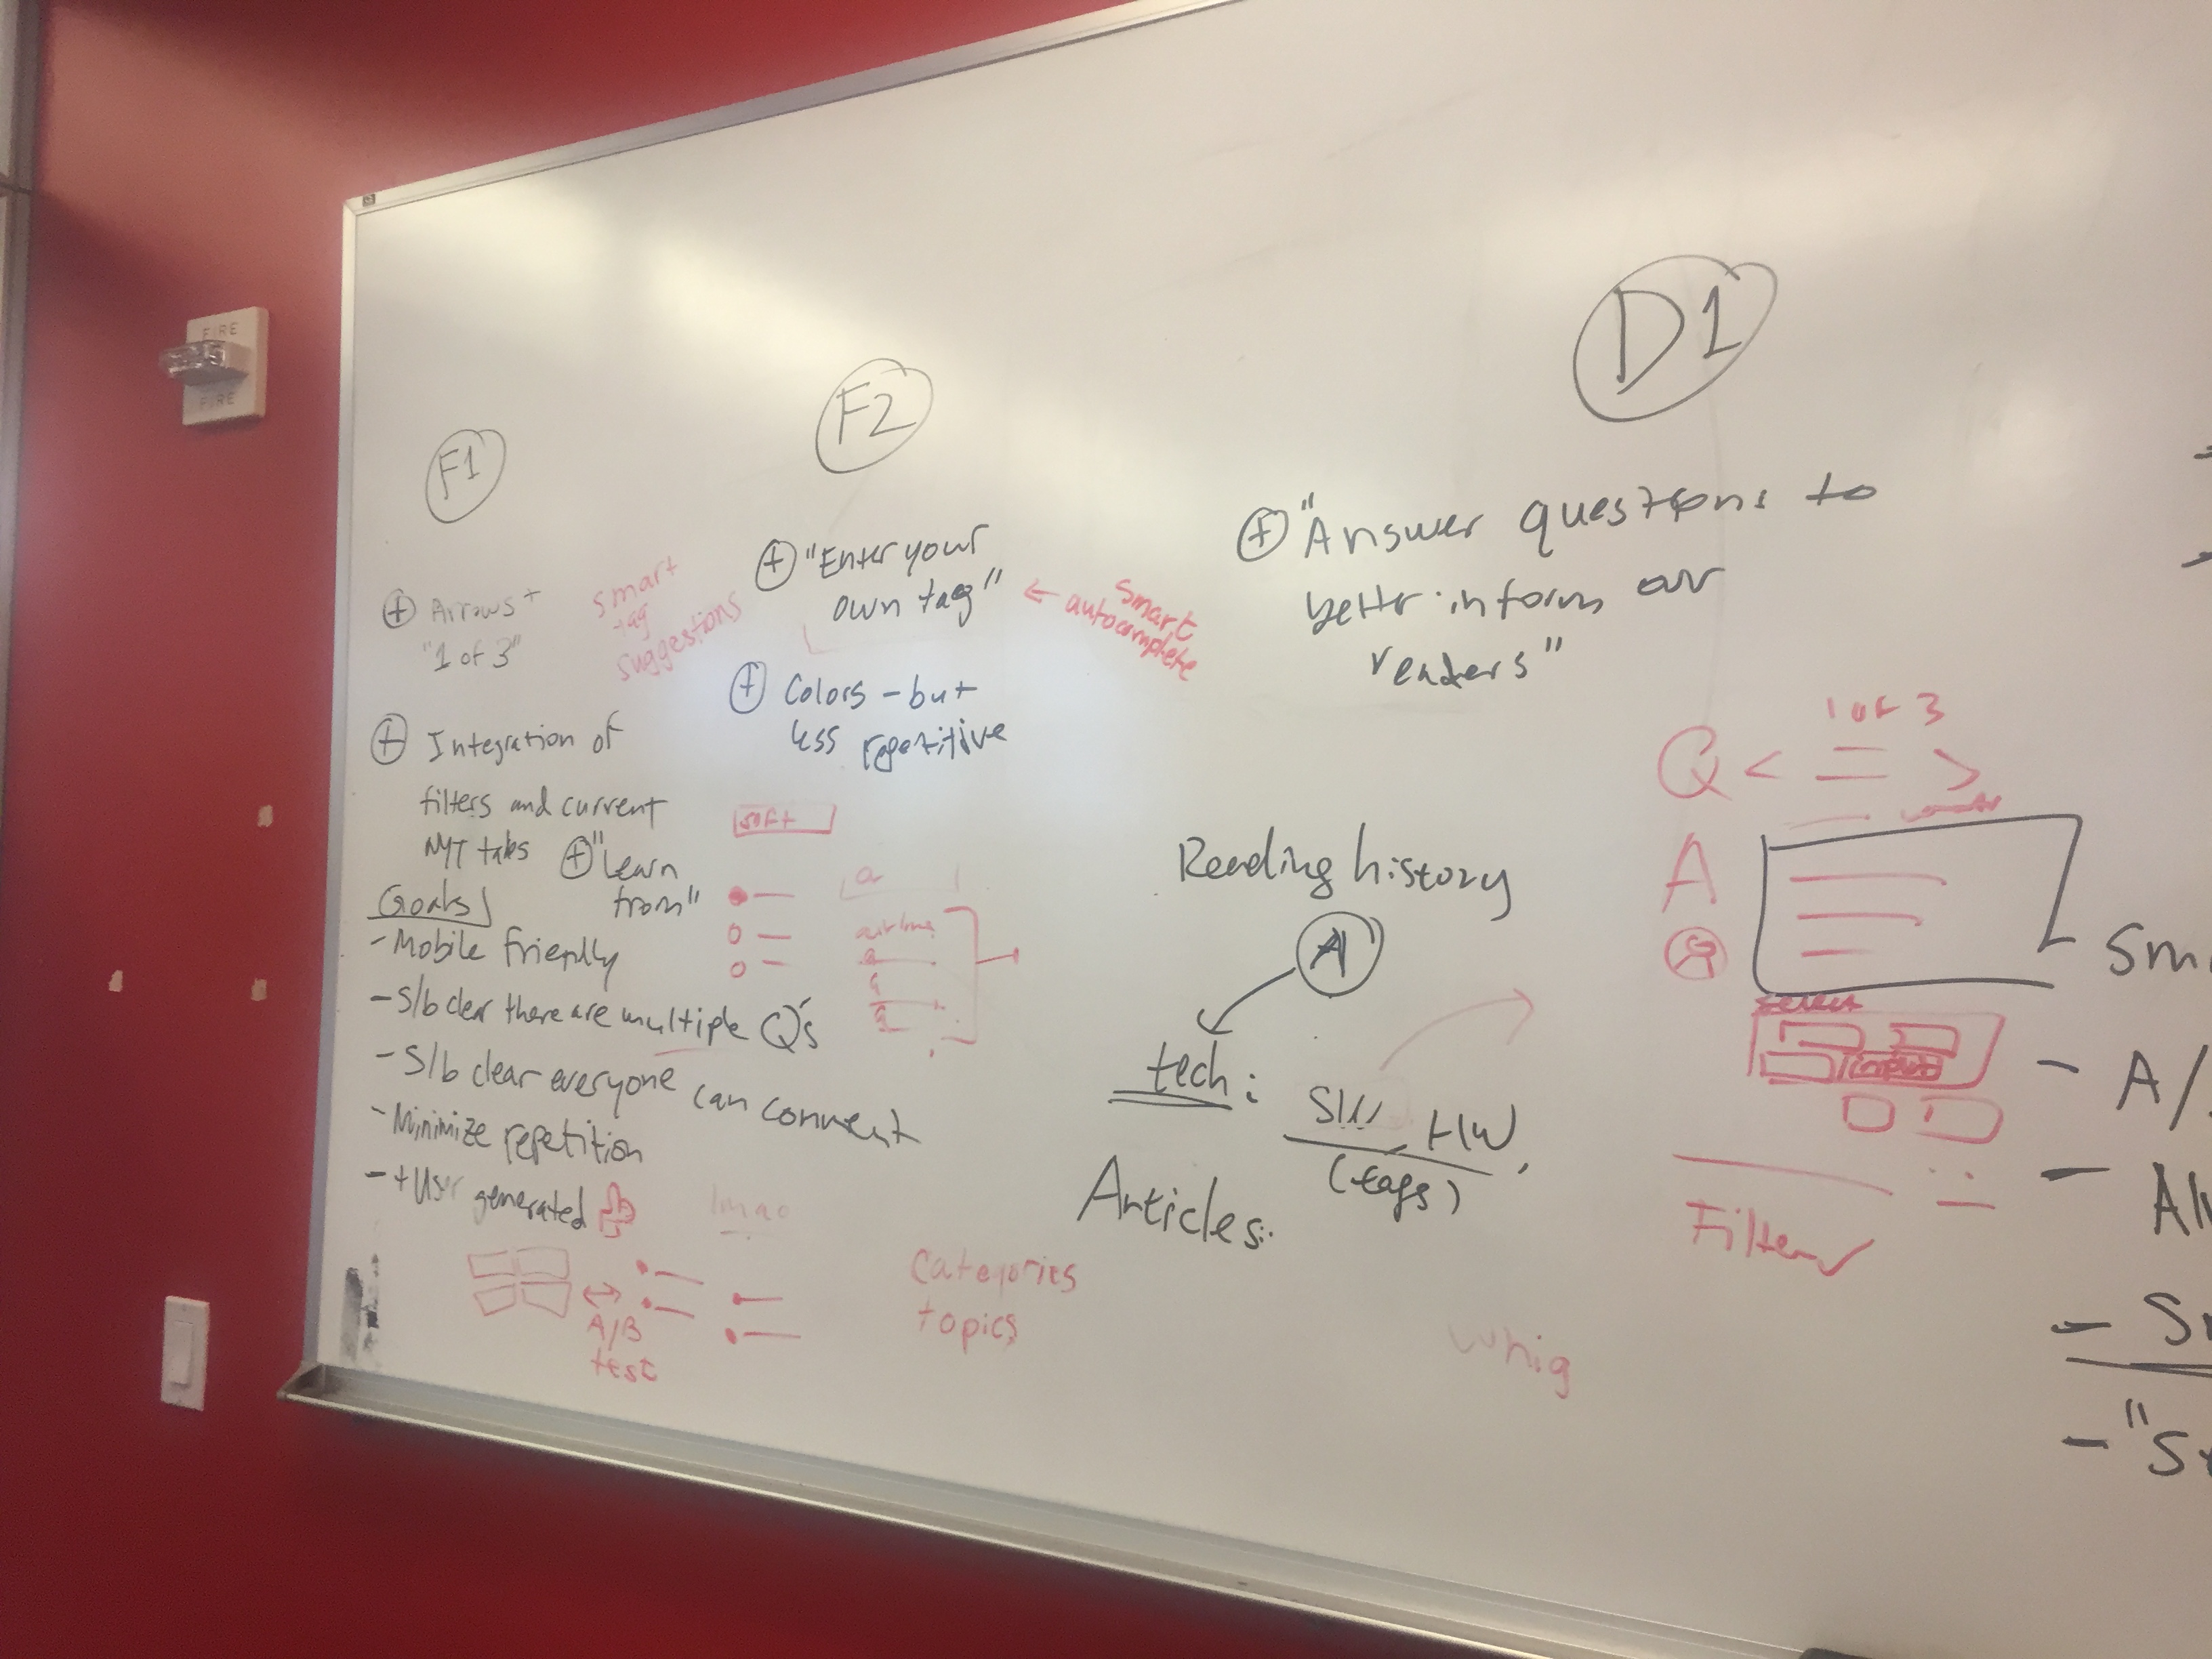 FIRE
FIRE
F1
+ Arrows +
"1 of 3"
+ Integration of
filters and current
NYT tabs
+ "Learn
from"
Goals
- Mobile friendly
- S/b clear there are multiple Q's
- S/b clear everyone can comment
- Minimize repetition
- + User generated
A/B
test
smart
tag
suggestions
F2
+ "Enter your
own tag"
← smart
autocomplete
+ Colors - but
less repetitive
SORT
a
lmao
Categories
topics
D1
+ "Answer questions to
better inform our
readers"
Reading history
A
tech:
SW, HW,
(tags)
Articles:
whig
1 of 3
Q < >
A
select
Filter
Sm
- A/
- Al
- S
- "S